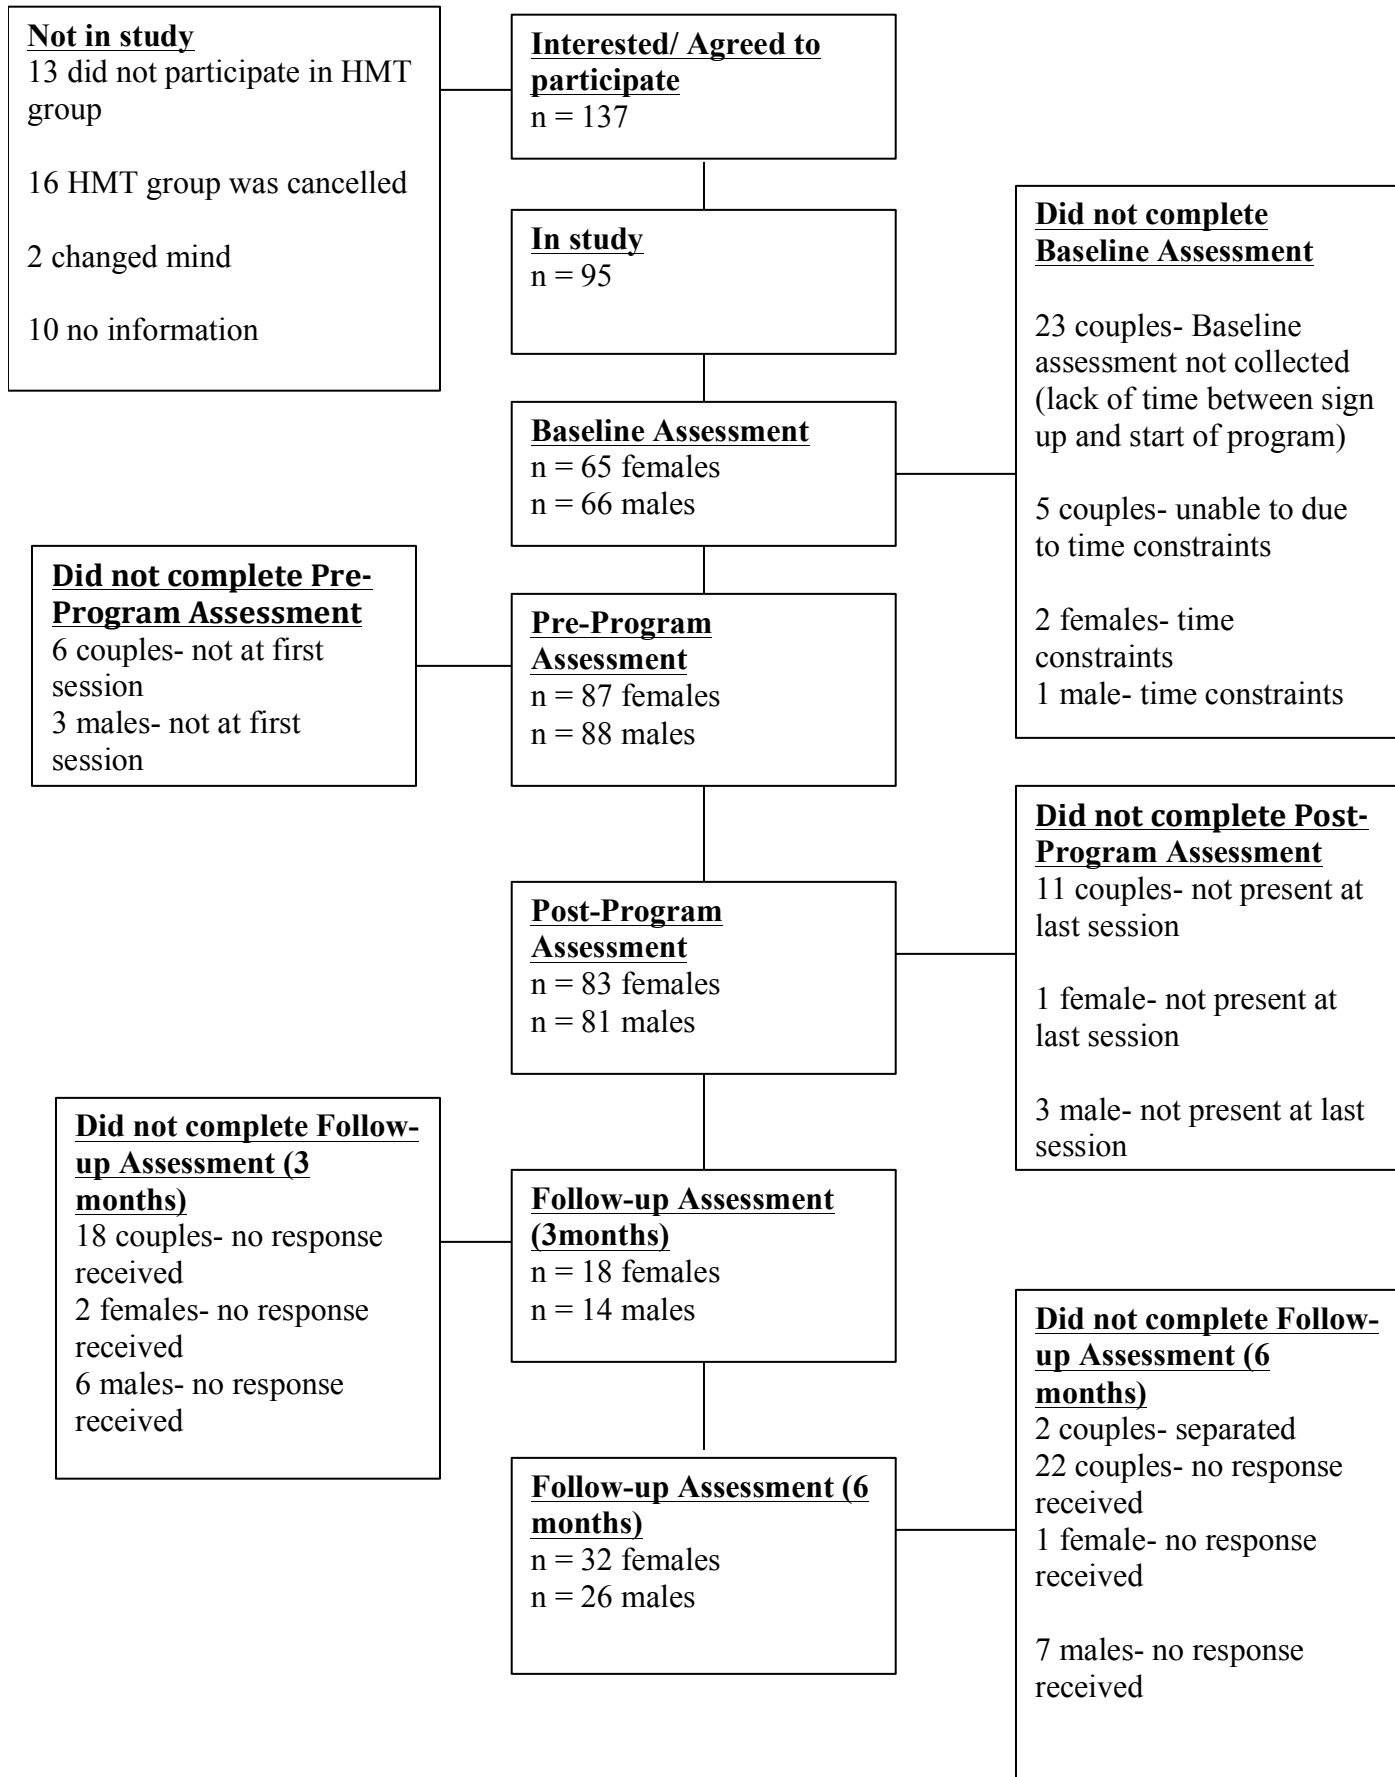 Not in study
13 did not participate in HMT
group
16 HMT group was cancelled
2 changed mind
10 no information
Interested/ Agreed to
participate
n = 137
In study
n = 95
Did not complete
Baseline Assessment
23 couples- Baseline
assessment not collected
(lack of time between sign
up and start of program)
5 couples- unable to due
to time constraints
2 females- time
constraints
1 male- time constraints
Baseline Assessment
n = 65 females
n = 66 males
Did not complete Pre-
Program Assessment
6 couples- not at first
session
3 males- not at first
session
Pre-Program
Assessment
n = 87 females
n = 88 males
Did not complete Post-
Program Assessment
11 couples- not present at
last session
1 female- not present at
last session
3 male- not present at last
session
Post-Program
Assessment
n = 83 females
n = 81 males
Did not complete Follow-
up Assessment (3
months)
18 couples- no response
received
2 females- no response
received
6 males- no response
received
Follow-up Assessment
(3months)
n = 18 females
n = 14 males
Did not complete Follow-
up Assessment (6
months)
2 couples- separated
22 couples- no response
received
1 female- no response
received
7 males- no response
received
Follow-up Assessment (6
months)
n = 32 females
n = 26 males